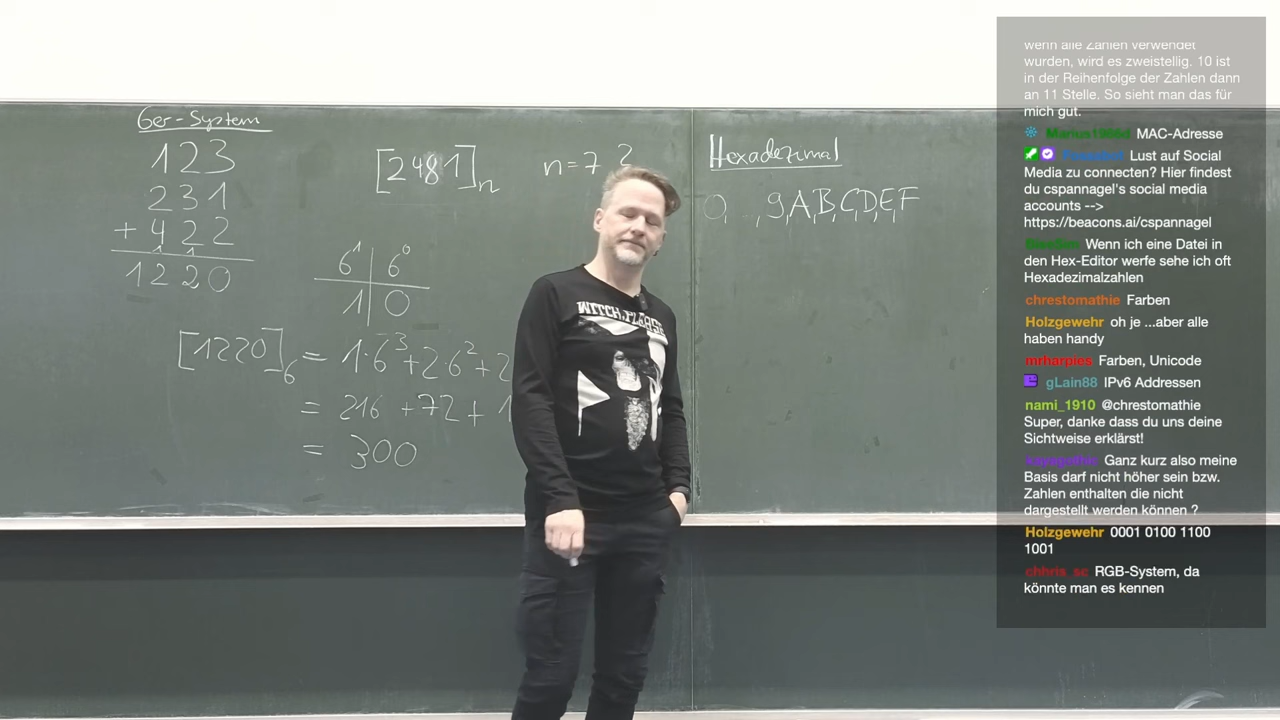 6er-System
123
231
+ 422
1 1
1220
[2481]n n=7 ?
6¹ 6⁰
1 0
[1220]₆ = 1·6³+2·6²+2
= 216 +72+ 1
= 300
Hexadezimal
0, ..., 9,A,B,C,D,E,F
WITCH, PLEASE
wenn alle Zahlen verwendet
wurden, wird es zweistellig. 10 ist
in der Reihenfolge der Zahlen dann
an 11 Stelle. So sieht man das für
mich gut.
MAC-Adresse
Lust auf Social
Media zu connecten? Hier findest
du cspannagel's social media
accounts -->
https://beacons.ai/cspannagel
Wenn ich eine Datei in
den Hex-Editor werfe sehe ich oft
Hexadezimalzahlen
chrestomathie Farben
Holzgewehr oh je ...aber alle
haben handy
mrharpies Farben, Unicode
gLain88 IPv6 Addressen
nami_1910 @chrestomathie
Super, danke dass du uns deine
Sichtweise erklärst!
Ganz kurz also meine
Basis darf nicht höher sein bzw.
Zahlen enthalten die nicht
dargestellt werden können ?
Holzgewehr 0001 0100 1100
1001
chhris_sc RGB-System, da
könnte man es kennen